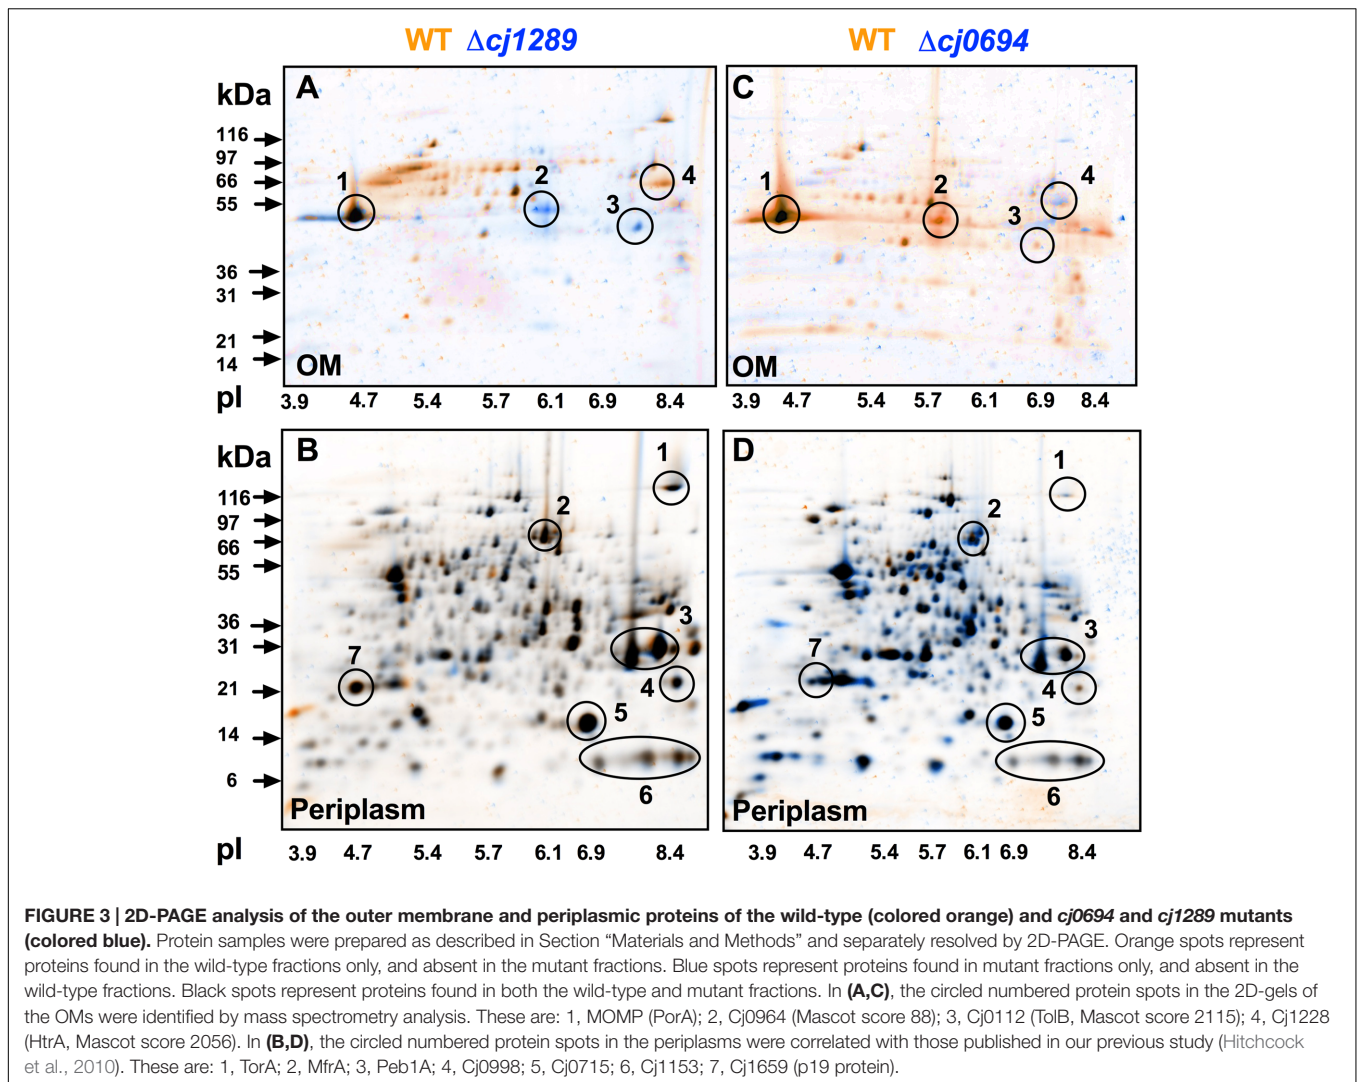 WT Δcj1289
WT Δcj0694
kDa
116
97
66
55
36
31
21
14
A
1
2
3
4
OM
C
1
2
3
4
OM
pI
3.9 4.7 5.4 5.7 6.1 6.9 8.4
3.9 4.7 5.4 5.7 6.1 6.9 8.4
kDa
116
97
66
55
36
31
21
14
6
B
1
2
3
4
5
6
7
Periplasm
D
1
2
3
4
5
6
7
Periplasm
pI
3.9 4.7 5.4 5.7 6.1 6.9 8.4
3.9 4.7 5.4 5.7 6.1 6.9 8.4
FIGURE 3 | 2D-PAGE analysis of the outer membrane and periplasmic proteins of the wild-type (colored orange) and cj0694 and cj1289 mutants
(colored blue). Protein samples were prepared as described in Section “Materials and Methods” and separately resolved by 2D-PAGE. Orange spots represent
proteins found in the wild-type fractions only, and absent in the mutant fractions. Blue spots represent proteins found in mutant fractions only, and absent in the
wild-type fractions. Black spots represent proteins found in both the wild-type and mutant fractions. In (A,C), the circled numbered protein spots in the 2D-gels of
the OMs were identified by mass spectrometry analysis. These are: 1, MOMP (PorA); 2, Cj0964 (Mascot score 88); 3, Cj0112 (TolB, Mascot score 2115); 4, Cj1228
(HtrA, Mascot score 2056). In (B,D), the circled numbered protein spots in the periplasms were correlated with those published in our previous study (Hitchcock
et al., 2010). These are: 1, TorA; 2, MfrA; 3, Peb1A; 4, Cj0998; 5, Cj0715; 6, Cj1153; 7, Cj1659 (p19 protein).